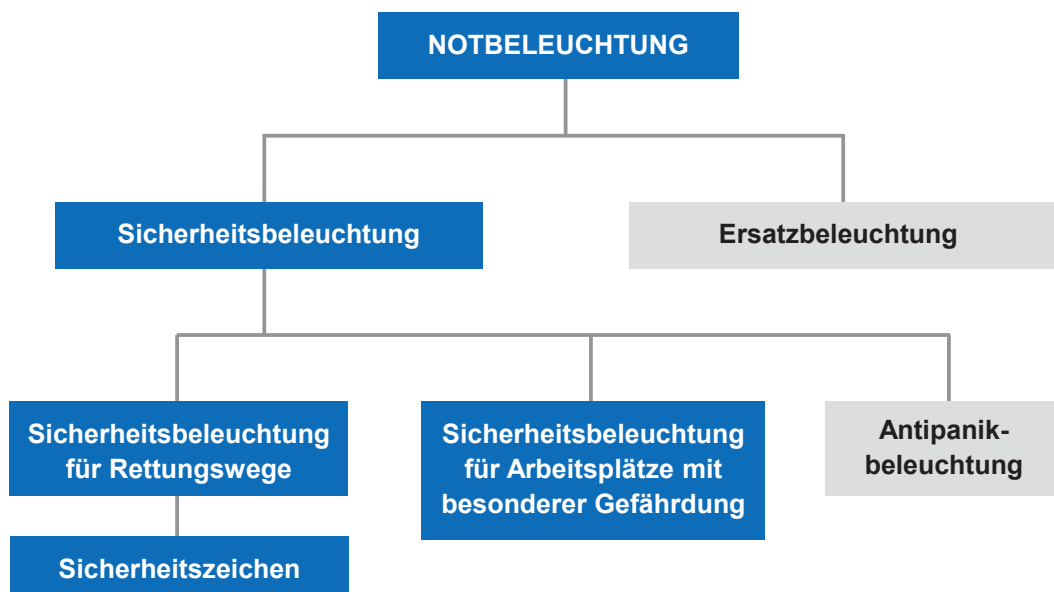 NOTBELEUCHTUNG
Sicherheitsbeleuchtung
Ersatzbeleuchtung
Sicherheitsbeleuchtung
für Rettungswege
Sicherheitsbeleuchtung
für Arbeitsplätze mit
besonderer Gefährdung
Antipanik-
beleuchtung
Sicherheitszeichen